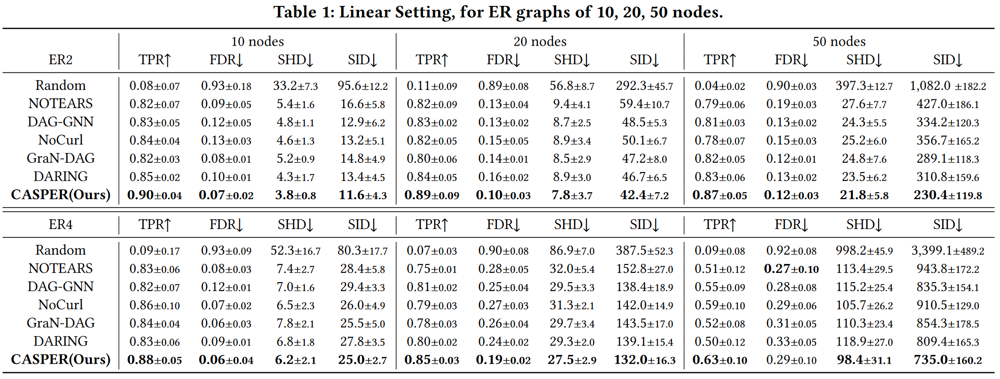 Table 1: Linear Setting, for ER graphs of 10, 20, 50 nodes.
10 nodes 20 nodes 50 nodes
ER2 TPR↑ FDR↓ SHD↓ SID↓ TPR↑ FDR↓ SHD↓ SID↓ TPR↑ FDR↓ SHD↓ SID↓
Random 0.08±0.07 0.93±0.18 33.2±7.3 95.6±12.2 0.11±0.09 0.89±0.08 56.8±8.7 292.3±45.7 0.04±0.02 0.90±0.03 397.3±12.7 1,082.0 ±182.2
NOTEARS 0.82±0.07 0.09±0.05 5.4±1.6 16.6±5.8 0.82±0.09 0.13±0.04 9.4±4.1 59.4±10.7 0.79±0.06 0.19±0.03 27.6±7.7 427.0±186.1
DAG-GNN 0.83±0.05 0.12±0.05 4.8±1.1 12.9±6.2 0.83±0.02 0.13±0.02 8.7±2.5 48.5±5.3 0.81±0.03 0.13±0.02 24.3±5.5 334.2±120.3
NoCurl 0.84±0.04 0.13±0.03 4.6±1.3 13.2±5.1 0.82±0.05 0.15±0.05 8.9±3.4 50.1±6.7 0.78±0.07 0.15±0.03 25.2±6.0 356.7±165.2
GraN-DAG 0.82±0.03 0.08±0.01 5.2±0.9 14.8±4.9 0.80±0.06 0.14±0.01 8.5±2.9 47.2±8.0 0.82±0.05 0.12±0.01 24.8±7.6 289.1±118.3
DARING 0.85±0.02 0.10±0.01 4.3±1.7 13.4±4.5 0.84±0.05 0.16±0.02 8.9±3.0 46.7±6.5 0.83±0.06 0.13±0.02 23.5±6.2 310.8±159.6
CASPER(Ours) 0.90±0.04 0.07±0.02 3.8±0.8 11.6±4.3 0.89±0.09 0.10±0.03 7.8±3.7 42.4±7.2 0.87±0.05 0.12±0.03 21.8±5.8 230.4±119.8
ER4 TPR↑ FDR↓ SHD↓ SID↓ TPR↑ FDR↓ SHD↓ SID↓ TPR↑ FDR↓ SHD↓ SID↓
Random 0.09±0.17 0.93±0.09 52.3±16.7 80.3±17.7 0.07±0.03 0.90±0.08 86.9±7.0 387.5±52.3 0.09±0.08 0.92±0.08 998.2±45.9 3,399.1±489.2
NOTEARS 0.83±0.06 0.08±0.03 7.4±2.7 28.4±5.8 0.75±0.01 0.28±0.05 32.0±5.4 152.8±27.0 0.51±0.12 0.27±0.10 113.4±29.5 943.8±172.2
DAG-GNN 0.82±0.07 0.12±0.01 7.0±1.6 29.4±3.3 0.81±0.02 0.25±0.04 29.5±3.3 138.4±18.9 0.55±0.09 0.28±0.08 115.2±25.4 835.3±154.1
NoCurl 0.86±0.10 0.07±0.02 6.5±2.3 26.0±4.9 0.79±0.03 0.27±0.03 31.3±2.1 142.0±14.9 0.59±0.10 0.29±0.06 105.7±26.2 910.5±129.0
GraN-DAG 0.84±0.04 0.06±0.03 7.8±2.1 25.5±5.0 0.78±0.03 0.26±0.04 29.7±3.4 143.5±17.0 0.52±0.08 0.31±0.05 110.3±23.4 854.3±178.5
DARING 0.83±0.06 0.09±0.01 6.8±1.8 27.8±3.5 0.80±0.02 0.24±0.02 29.3±2.0 139.1±15.4 0.50±0.12 0.33±0.05 118.9±27.0 809.4±165.3
CASPER(Ours) 0.88±0.05 0.06±0.04 6.2±2.1 25.0±2.7 0.85±0.03 0.19±0.02 27.5±2.9 132.0±16.3 0.63±0.10 0.29±0.10 98.4±31.1 735.0±160.2